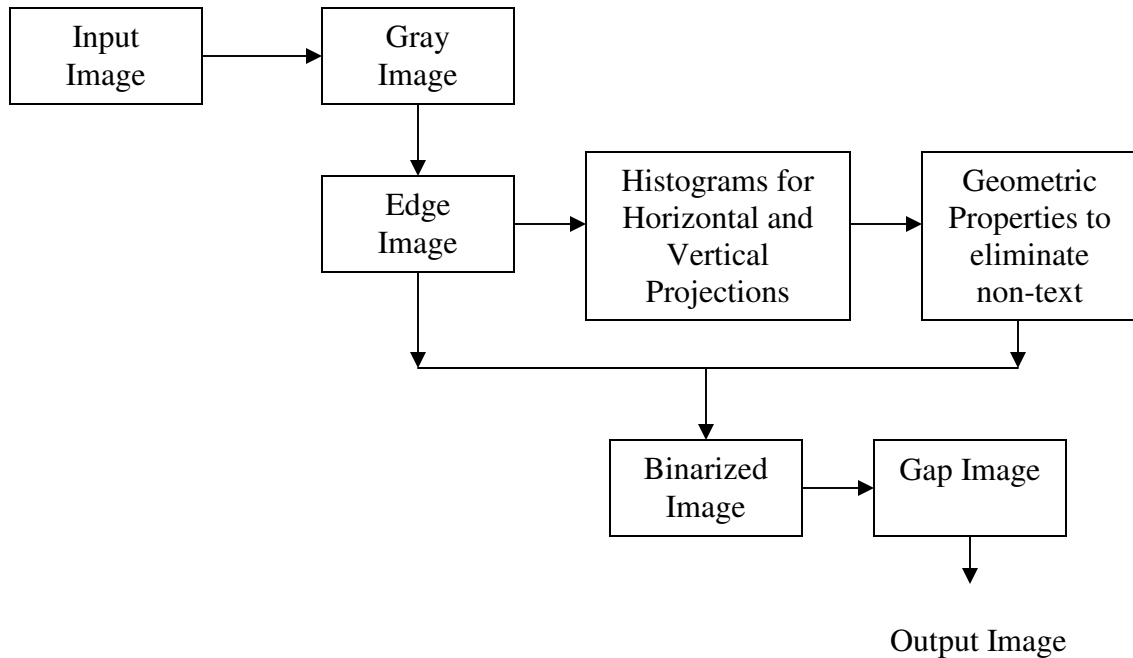 Input
Image
Gray
Image
Edge
Image
Histograms for
Horizontal and
Vertical
Projections
Geometric
Properties to
eliminate
non-text
Binarized
Image
Gap Image
Output Image